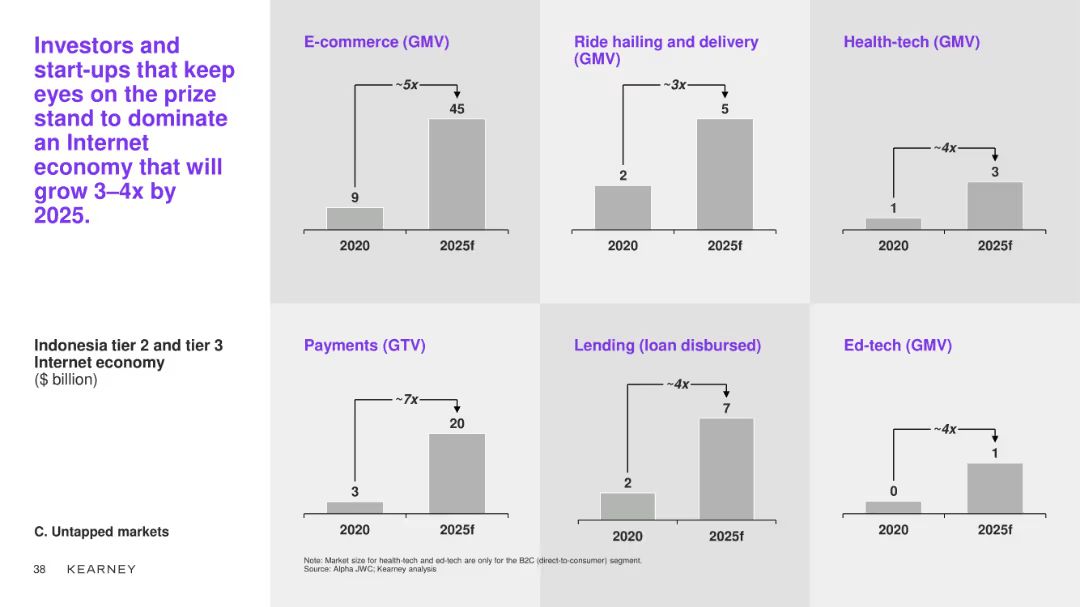 Investors and
start-ups that keep
eyes on the prize
stand to dominate
an Internet
economy that will
grow 3–4x by
2025.
Indonesia tier 2 and tier 3
Internet economy
($ billion)
C. Untapped markets
E-commerce (GMV)
~5x
45
9
2020 2025f
Ride hailing and delivery
(GMV)
~3x
5
2
2020 2025f
Health-tech (GMV)
~4x
3
1
2020 2025f
Payments (GTV)
~7x
20
3
2020 2025f
Lending (loan disbursed)
~4x
7
2
2020 2025f
Ed-tech (GMV)
~4x
1
0
2020 2025f
Note: Market size for health-tech and ed-tech are only for the B2C (direct-to-consumer) segment.
Source: Alpha JWC; Kearney analysis
38 KEARNEY